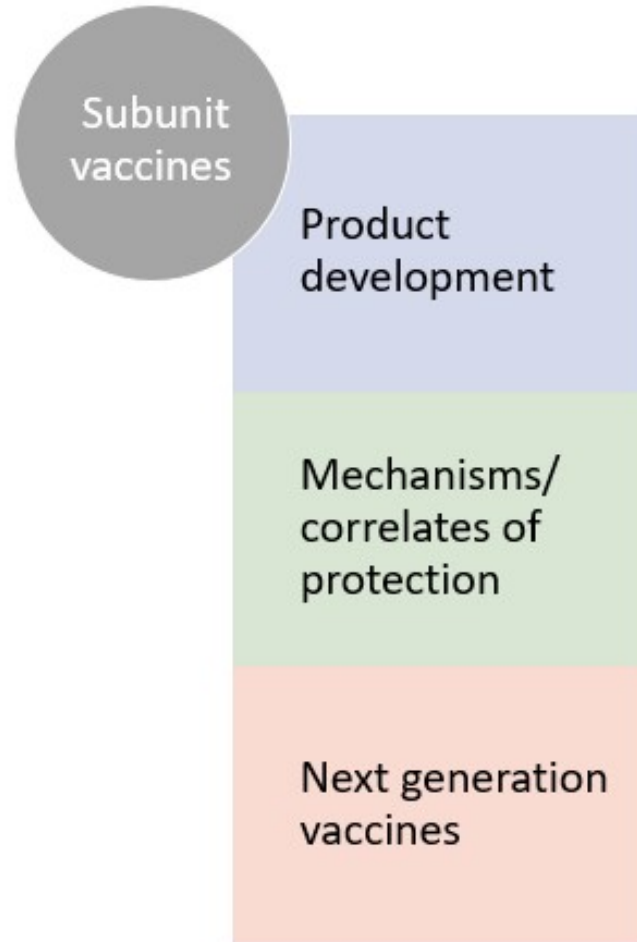 Subunit
vaccines
Product
development
Mechanisms/
correlates of
protection
Next generation
vaccines